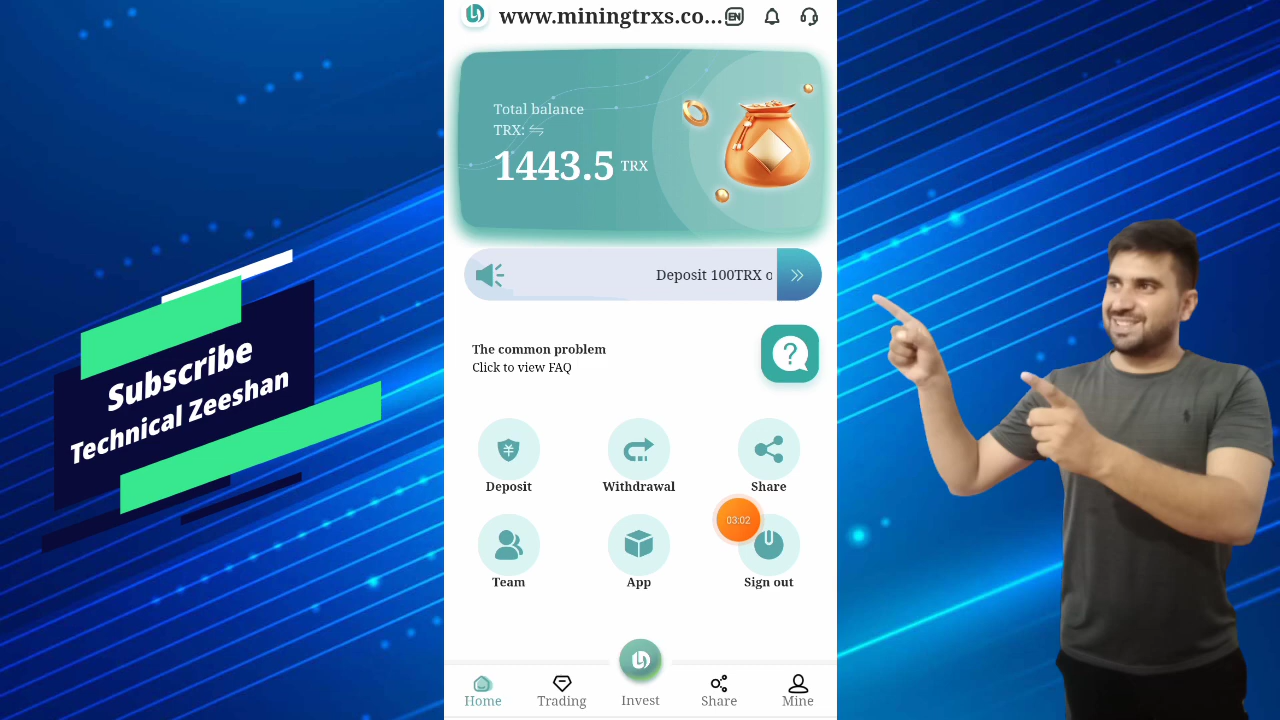 www.miningtrxs.co...
EN
Total balance
TRX:
1443.5 TRX
Deposit 100TRX o
The common problem
Click to view FAQ
Deposit
Withdrawal
Share
03:02
Team
App
Sign out
Home
Trading
Invest
Share
Mine
Subscribe
Technical Zeeshan